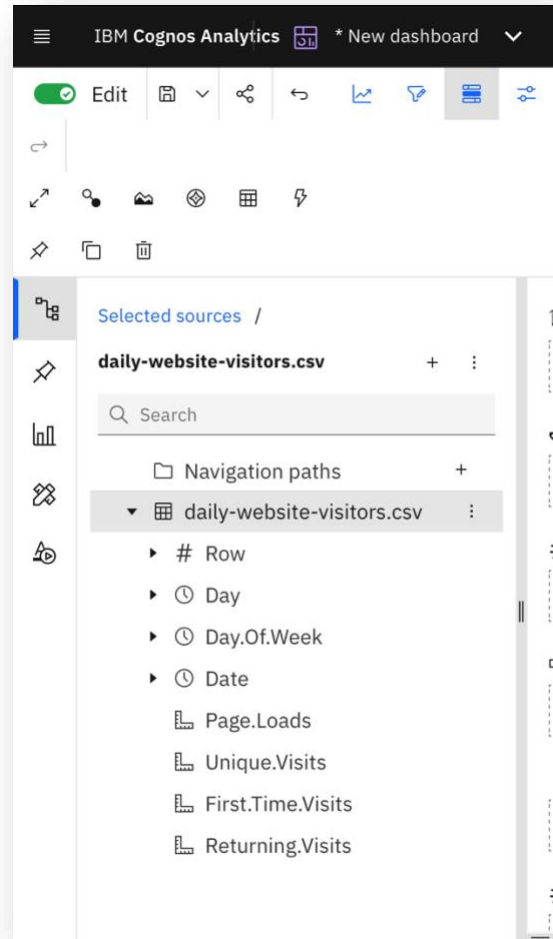 IBM Cognos Analytics * New dashboard
Edit
Selected sources /
daily-website-visitors.csv
Search
Navigation paths
daily-website-visitors.csv
# Row
Day
Day.Of.Week
Date
Page.Loads
Unique.Visits
First.Time.Visits
Returning.Visits